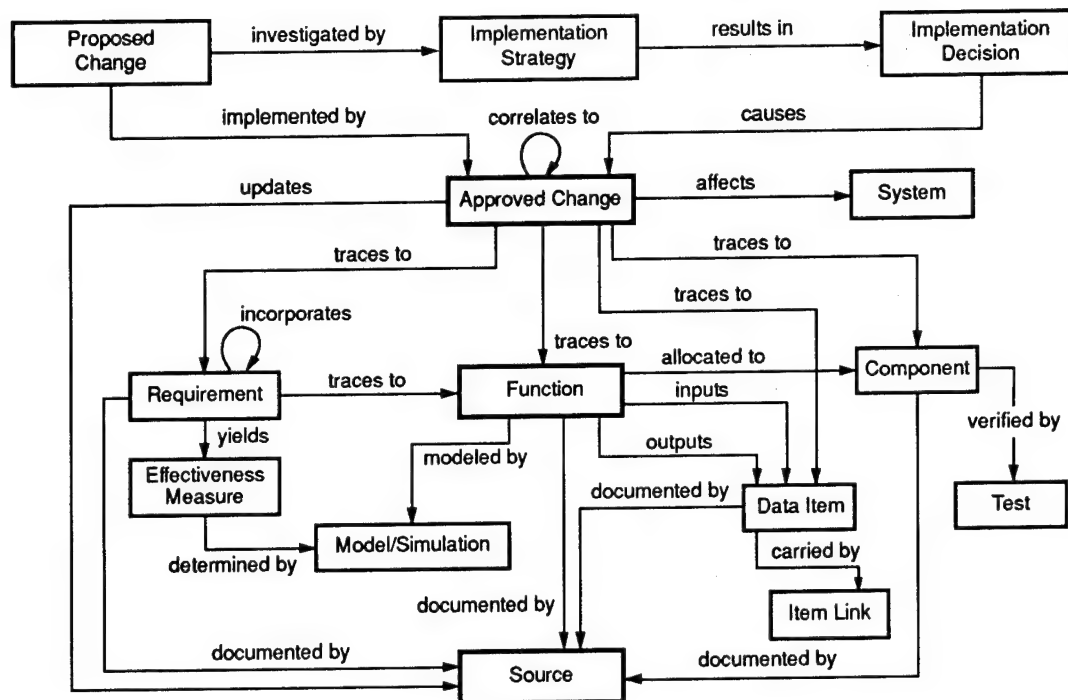 Proposed
Change
investigated by
Implementation
Strategy
results in
Implementation
Decision
implemented by
correlates to
causes
updates
Approved Change
affects
System
traces to
traces to
incorporates
traces to
traces to
allocated to
Component
Requirement
traces to
Function
inputs
verified by
yields
modeled by
outputs
Effectiveness
Measure
documented by
Data Item
Test
determined by
Model/Simulation
carried by
documented by
Item Link
documented by
Source
documented by